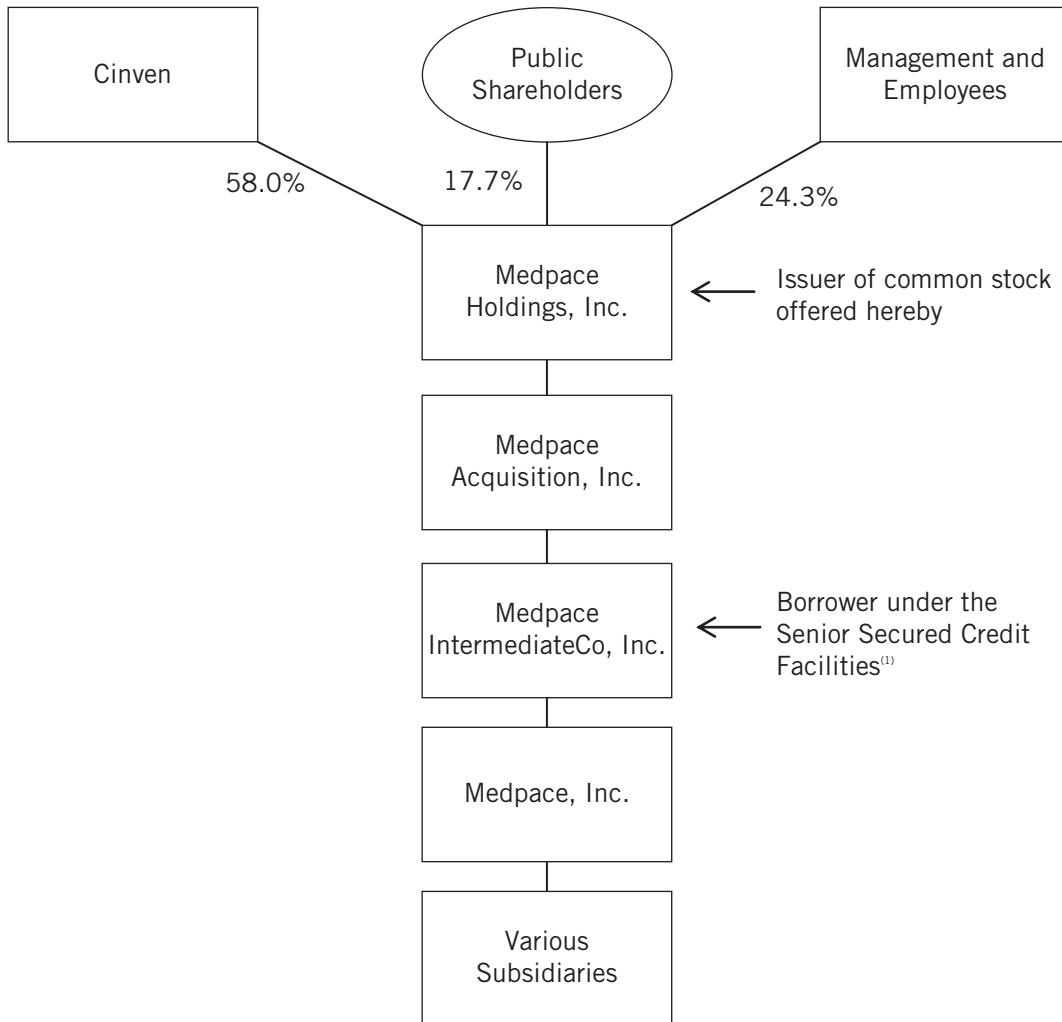 Cinven
Public
Shareholders
Management and
Employees
58.0%
17.7%
24.3%
Medpace
Holdings, Inc.
Issuer of common stock
offered hereby
Medpace
Acquisition, Inc.
Medpace
IntermediateCo, Inc.
Borrower under the
Senior Secured Credit
Facilities(1)
Medpace, Inc.
Various
Subsidiaries